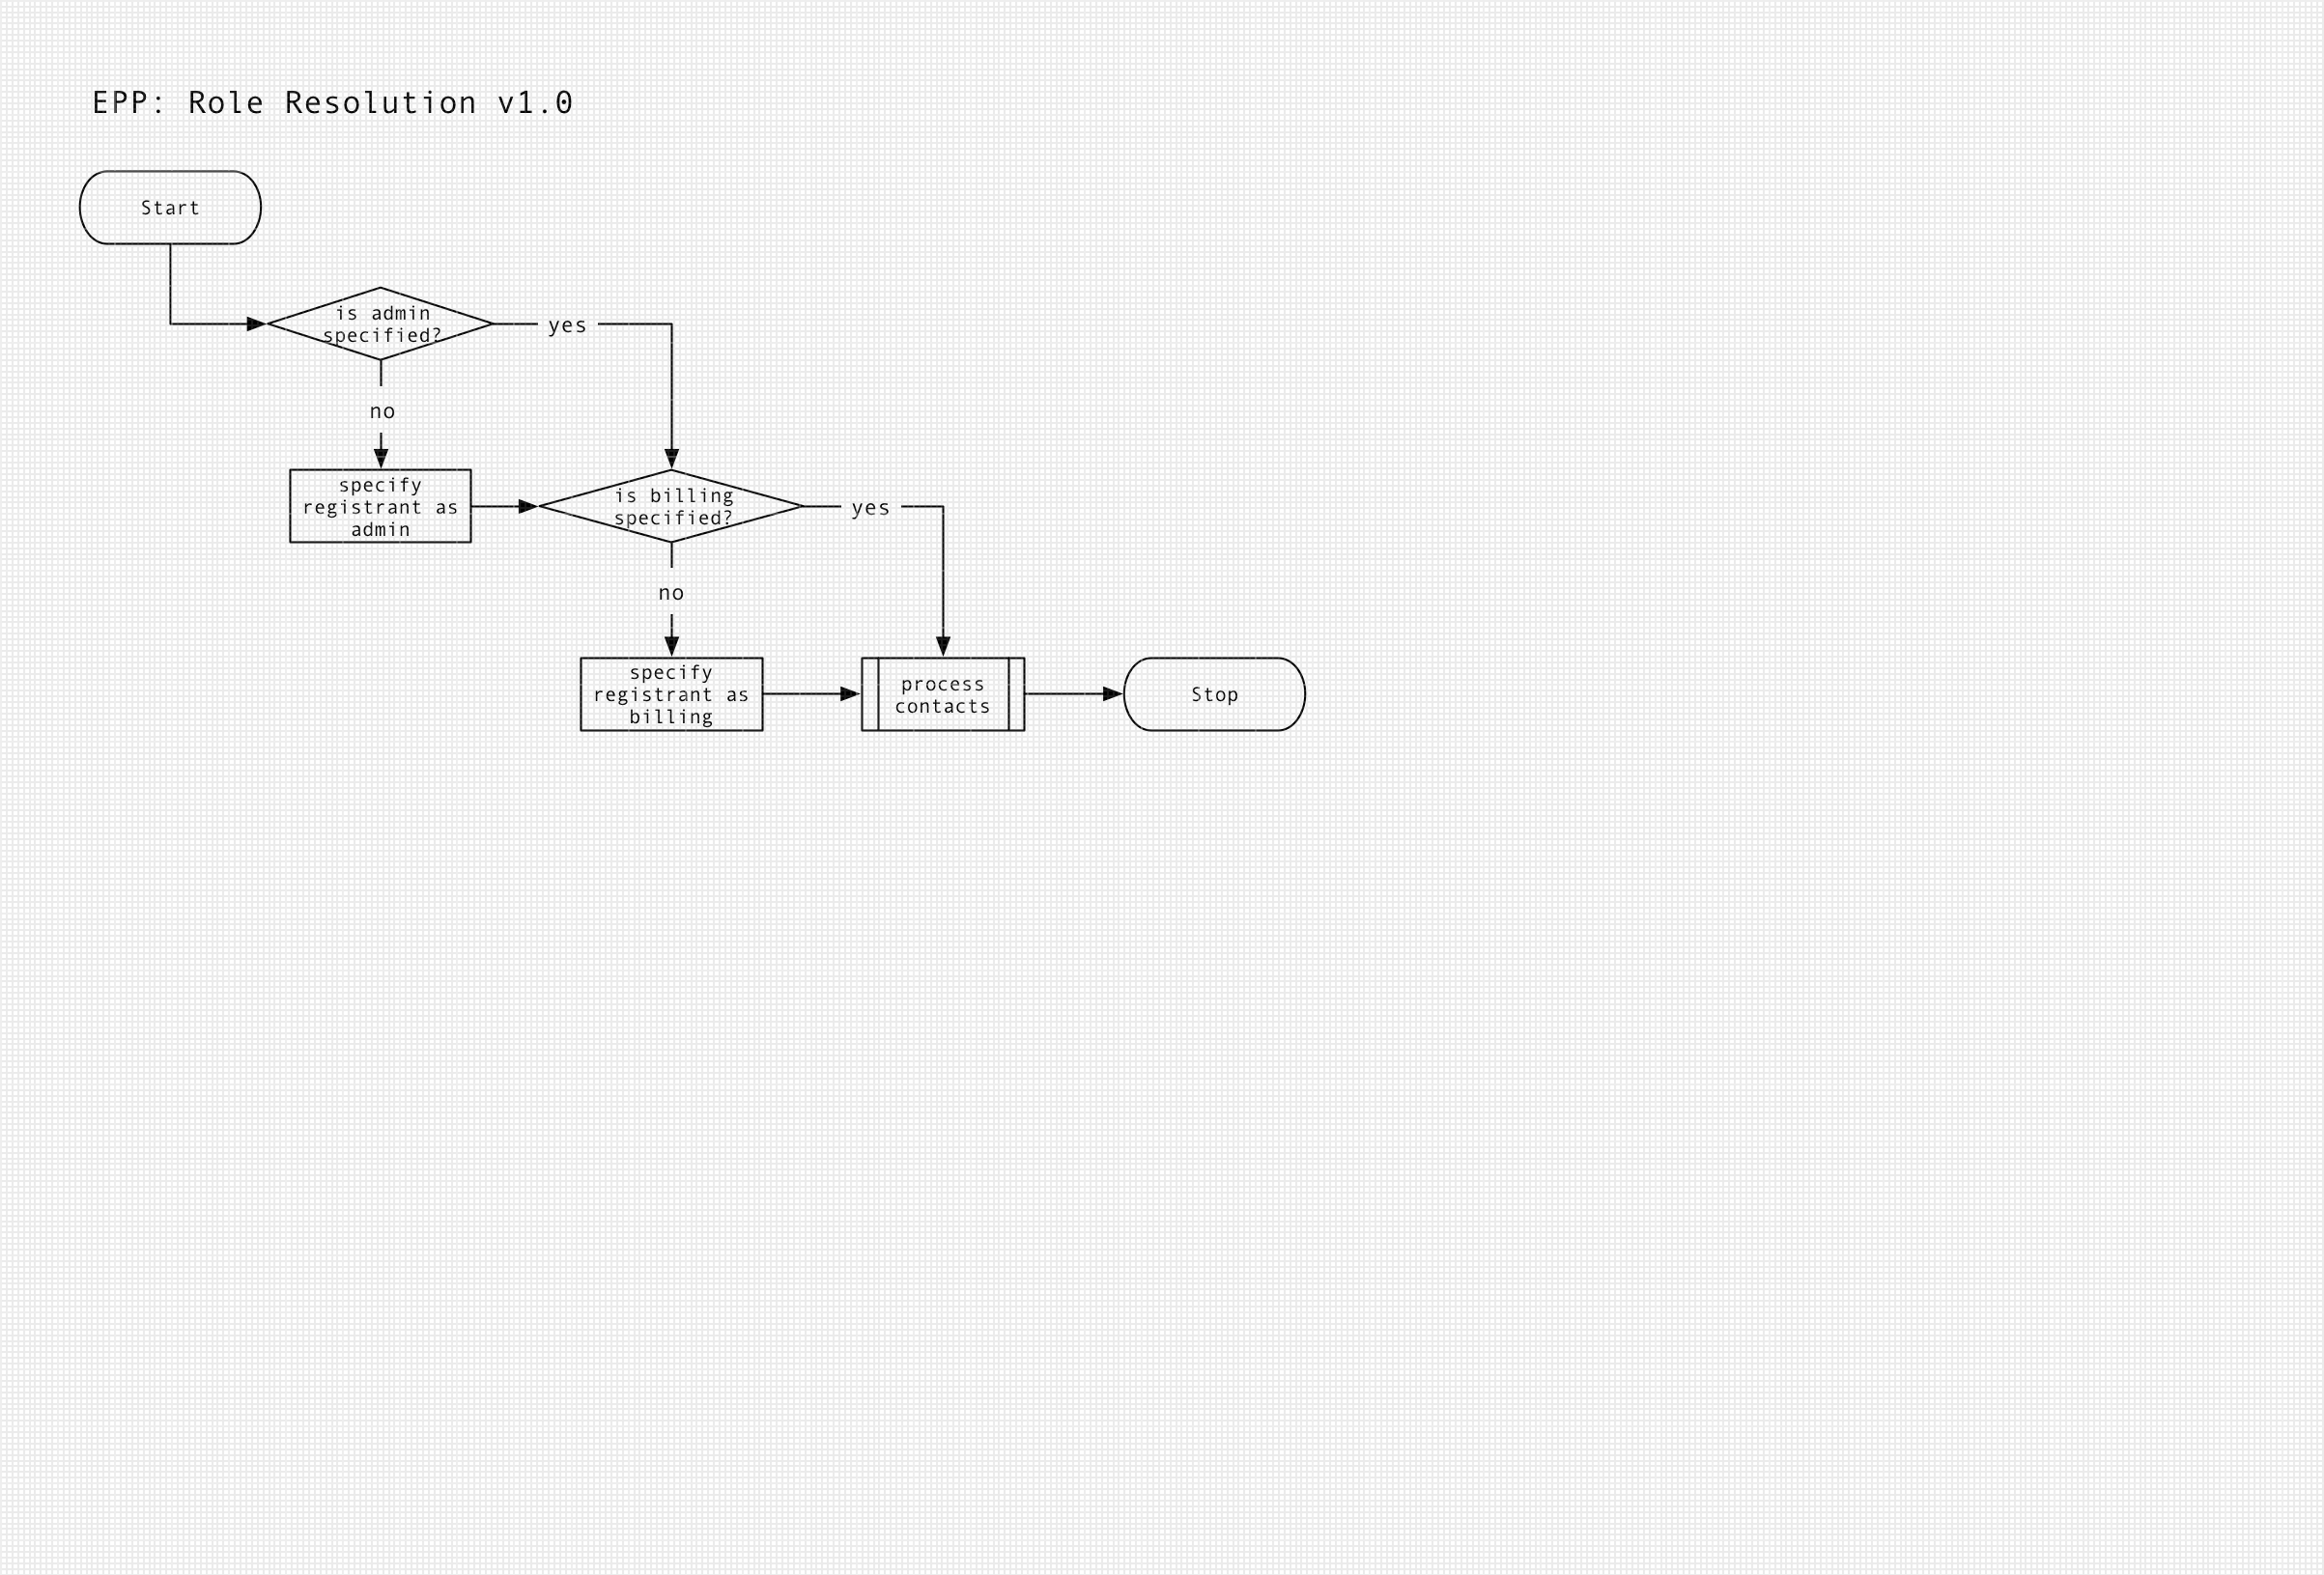 EPP: Role Resolution v1.0
Start
is admin
specified?
yes
no
specify
registrant as
admin
is billing
specified?
yes
no
specify
registrant as
billing
process
contacts
Stop